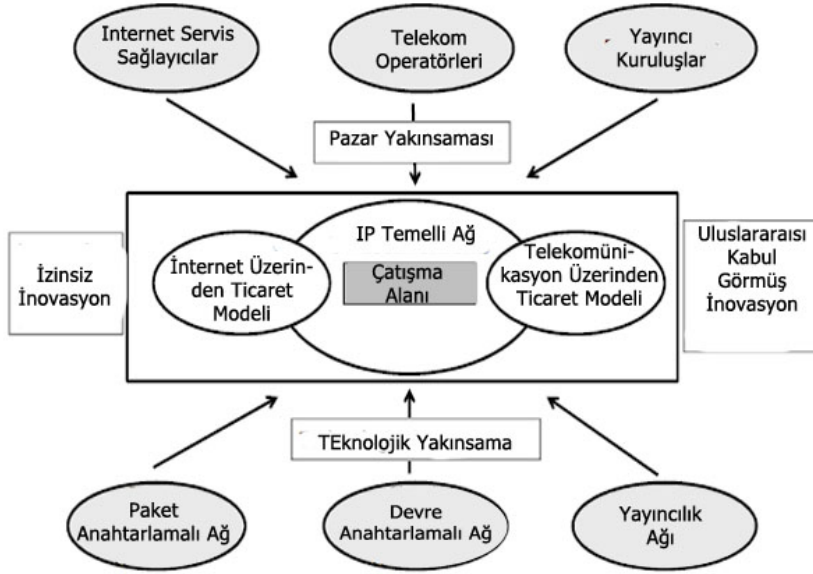 Internet Servis
Sağlayıcılar
Telekom
Operatörleri
Yayıncı
Kuruluşlar
Pazar Yakınsaması
İzinsiz
İnovasyon
İnternet Üzerin-
den Ticaret
Modeli
IP Temelli Ağ
Çatışma
Alanı
Telekomüni-
kasyon Üzerinden
Ticaret Modeli
Uluslararaısı
Kabul
Görmüş
İnovasyon
TEknolojik Yakınsama
Paket
Anahtarlamalı Ağ
Devre
Anahtarlamalı Ağ
Yayıncılık
Ağı